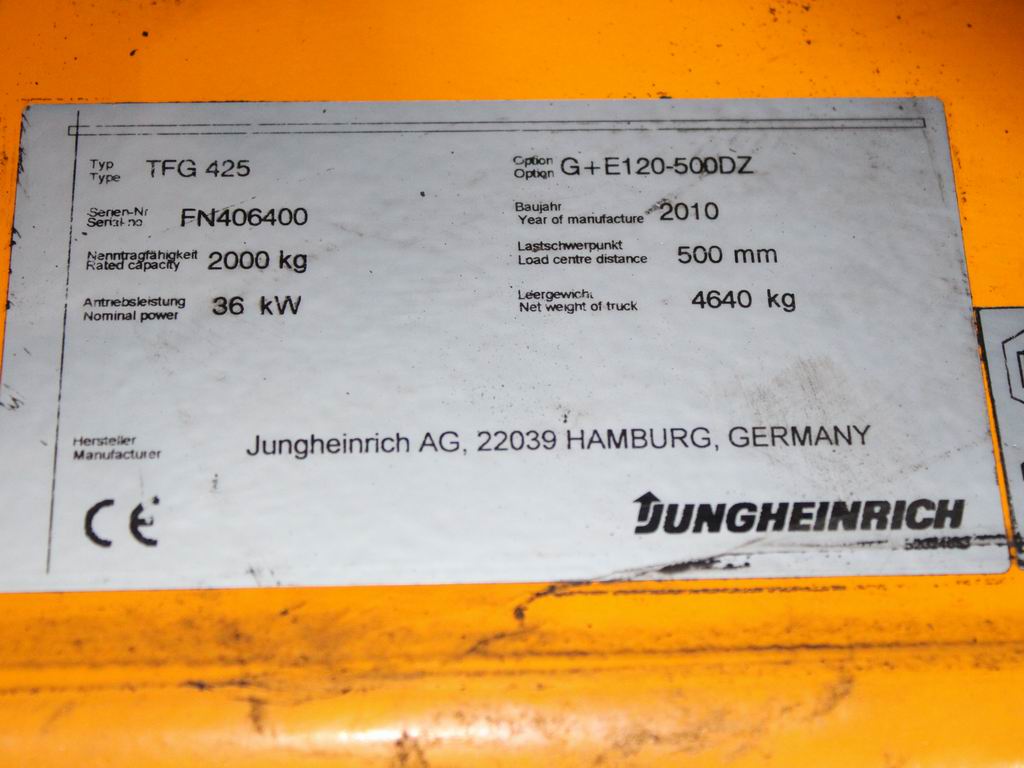 Typ
Type TFG 425
Option
Option G+E120-500DZ
Serien-Nr
Serial-no FN406400
Baujahr
Year of manufacture 2010
Nenntragfähigkeit
Rated capacity 2000 kg
Lastschwerpunkt
Load centre distance 500 mm
Antriebsleistung
Nominal power 36 kW
Leergewicht
Net weight of truck 4640 kg
Hersteller
Manufacturer Jungheinrich AG, 22039 HAMBURG, GERMANY
CE
JUNGHEINRICH